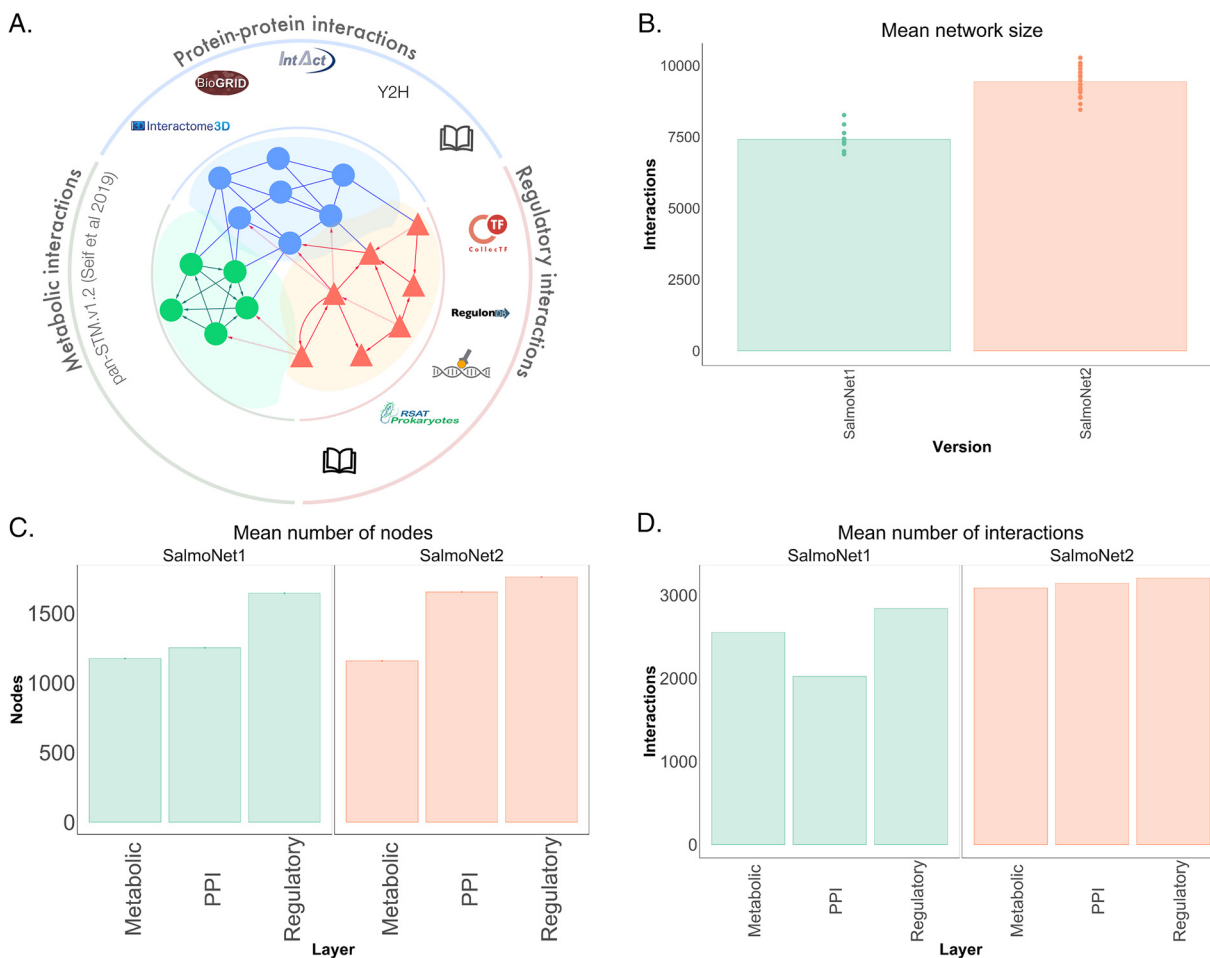 A.
Protein-protein interactions
IntAct
BioGRID
Y2H
Interactome3D
Metabolic interactions
pan-STM.v1.2 (Seif et al 2019)
Regulatory interactions
TF
CollecTF
RegulonDB
RSAT
Prokaryotes
B.
Mean network size
10000
7500
5000
2500
0
Interactions
SalmoNet1
SalmoNet2
Version
C.
Mean number of nodes
SalmoNet1
SalmoNet2
1500
1000
500
0
Nodes
Metabolic
PPI
Regulatory
Metabolic
PPI
Regulatory
Layer
D.
Mean number of interactions
SalmoNet1
SalmoNet2
3000
2000
1000
0
Interactions
Metabolic
PPI
Regulatory
Metabolic
PPI
Regulatory
Layer